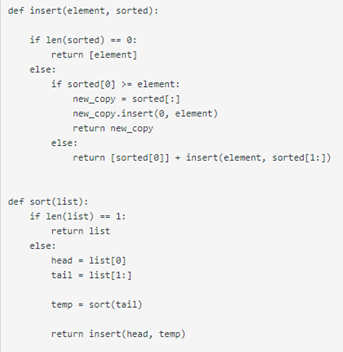 def insert(element, sorted):
    if len(sorted) == 0:
        return [element]
    else:
        if sorted[0] >= element:
            new_copy = sorted[:]
            new_copy.insert(0, element)
            return new_copy
        else:
            return [sorted[0]] + insert(element, sorted[1:])
def sort(list):
    if len(list) == 1:
        return list
    else:
        head = list[0]
        tail = list[1:]
        temp = sort(tail)
        return insert(head, temp)